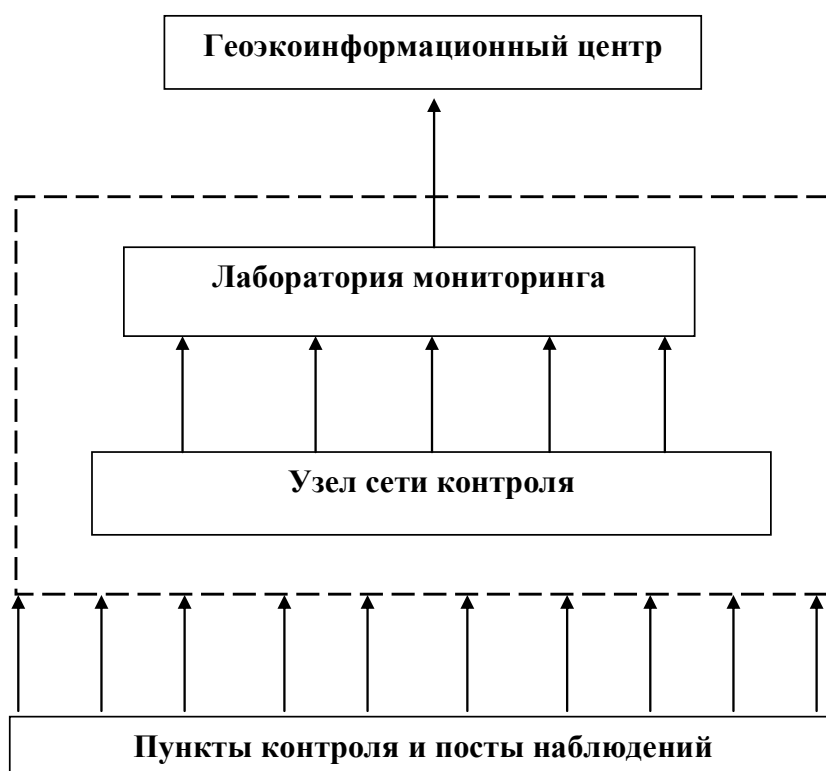 Геоэкоинформационный центр
Лаборатория мониторинга
Узел сети контроля
Пункты контроля и посты наблюдений